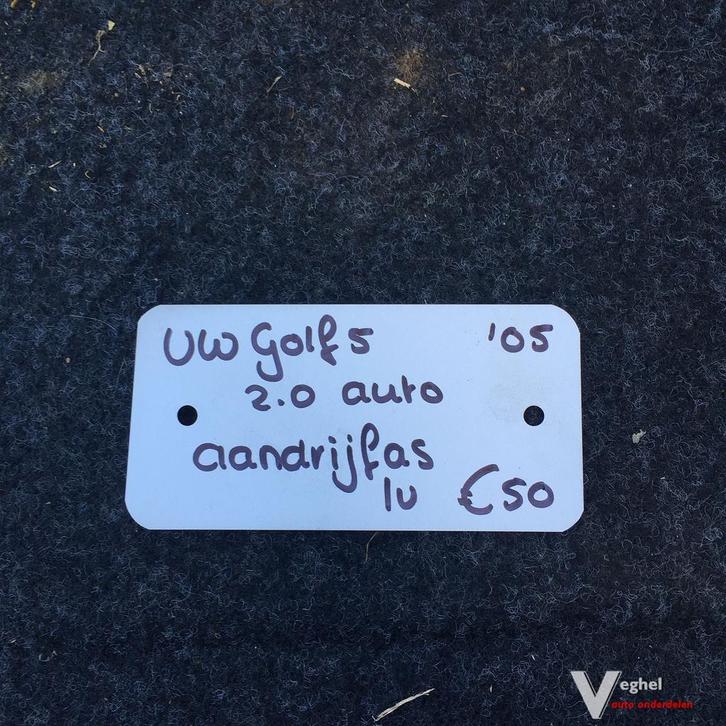 VW Golf 5 '05
2.0 auto
aandrijfas
lv €50
Veghel
auto onderdelen